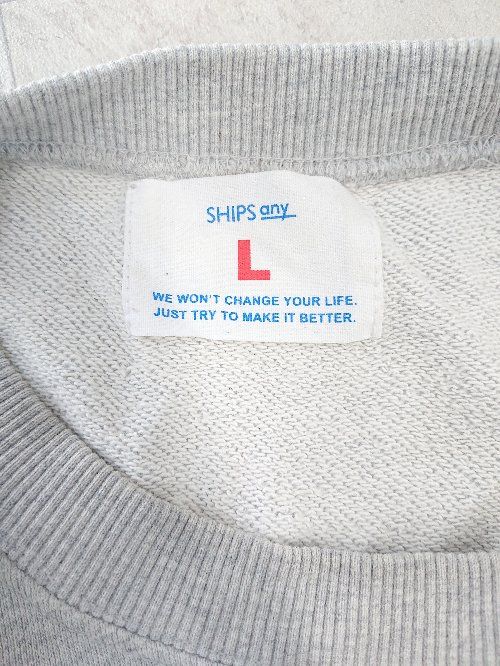 SHIPS any
L
WE WON'T CHANGE YOUR LIFE.
JUST TRY TO MAKE IT BETTER.